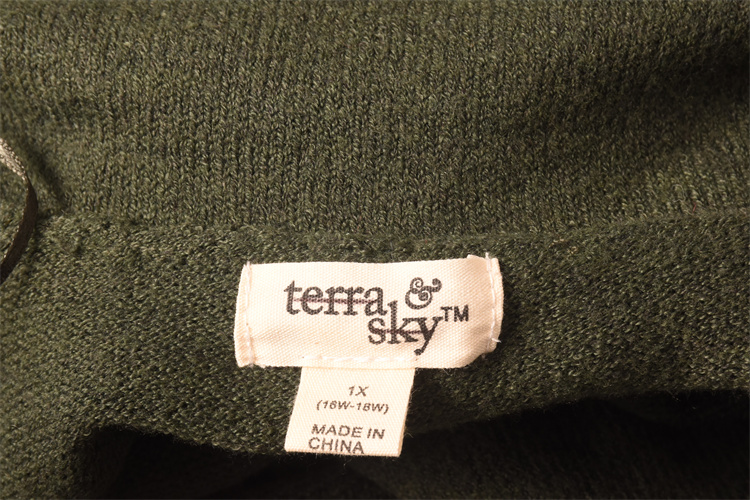 terra &
sky™
1X
(16W-18W)
MADE IN
CHINA